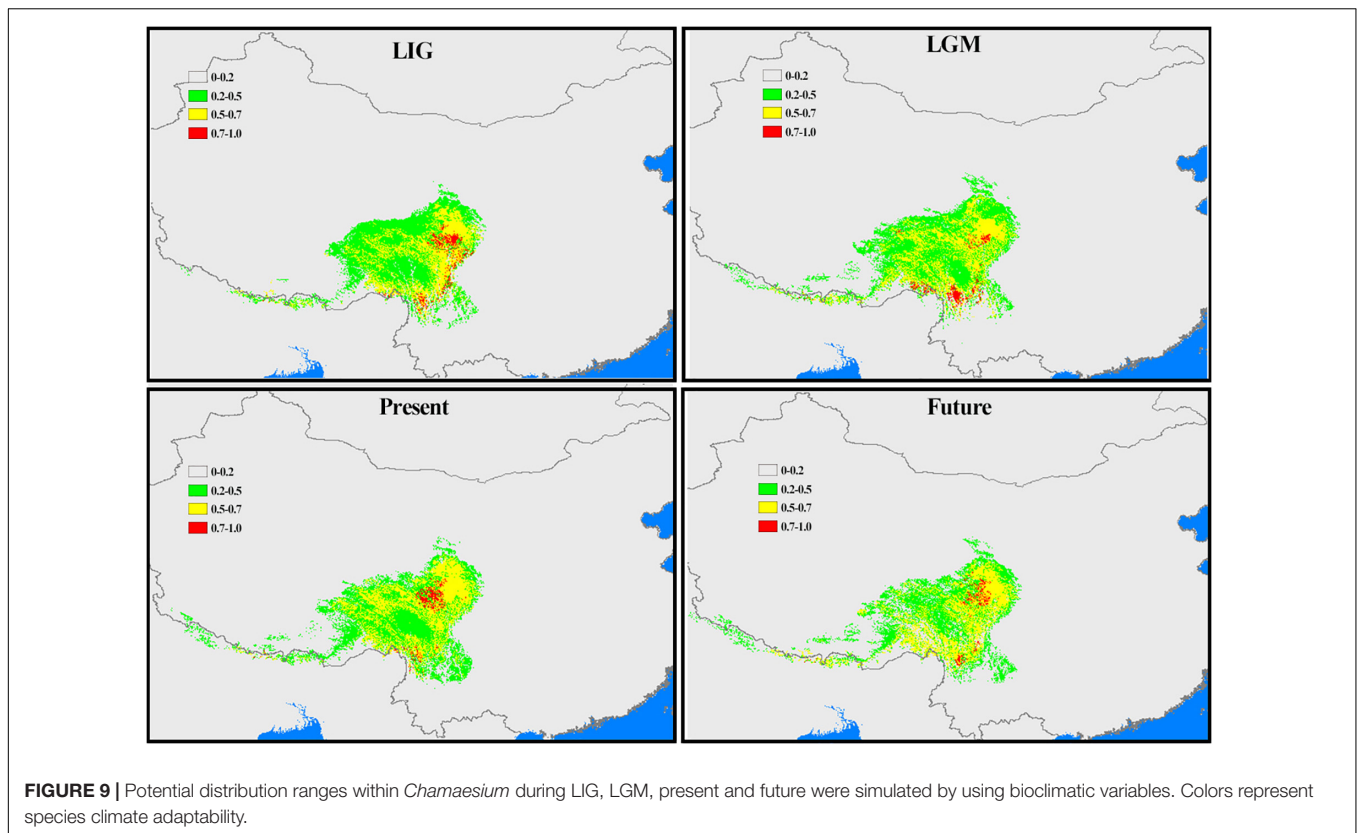 LIG
0-0.2
0.2-0.5
0.5-0.7
0.7-1.0
LGM
0-0.2
0.2-0.5
0.5-0.7
0.7-1.0
Present
0-0.2
0.2-0.5
0.5-0.7
0.7-1.0
Future
0-0.2
0.2-0.5
0.5-0.7
0.7-1.0
FIGURE 9 | Potential distribution ranges within Chamaesium during LIG, LGM, present and future were simulated by using bioclimatic variables. Colors represent
species climate adaptability.